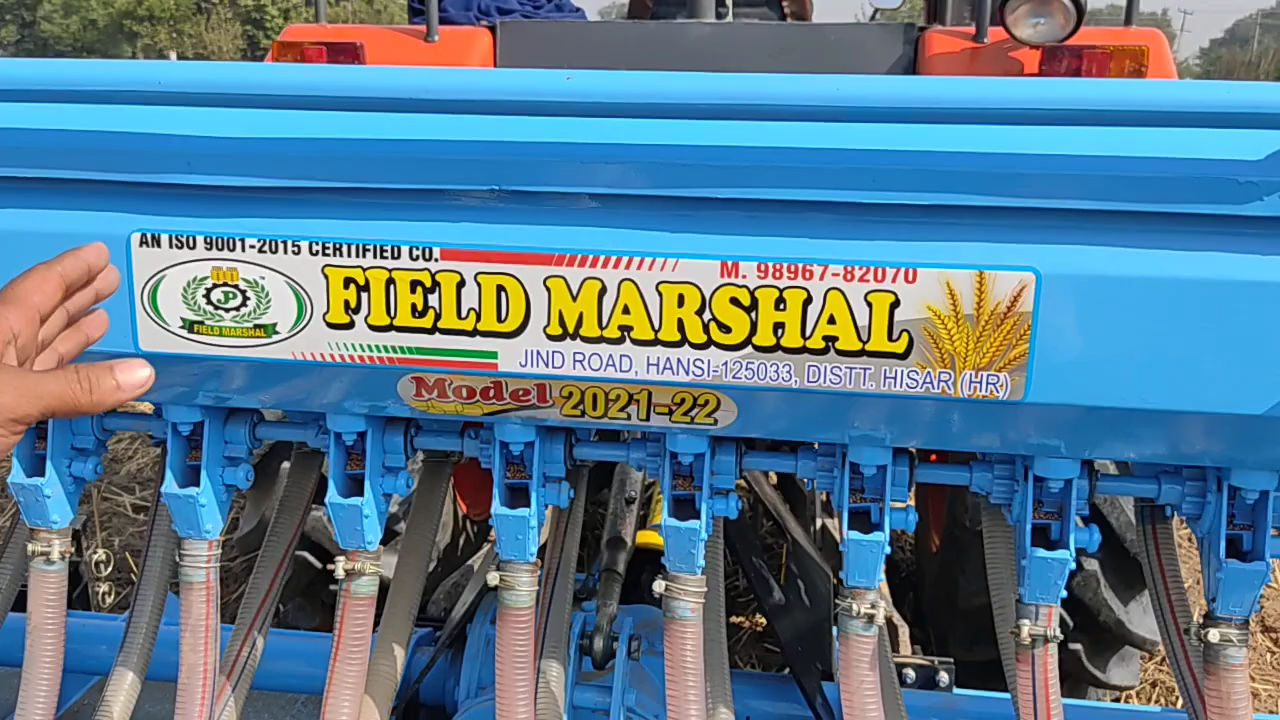 AN ISO 9001-2015 CERTIFIED CO.
M. 98967-82070
JP
FIELD MARSHAL
FIELD MARSHAL
JIND ROAD, HANSI-125033, DISTT. HISAR (HR)
Model 2021-22